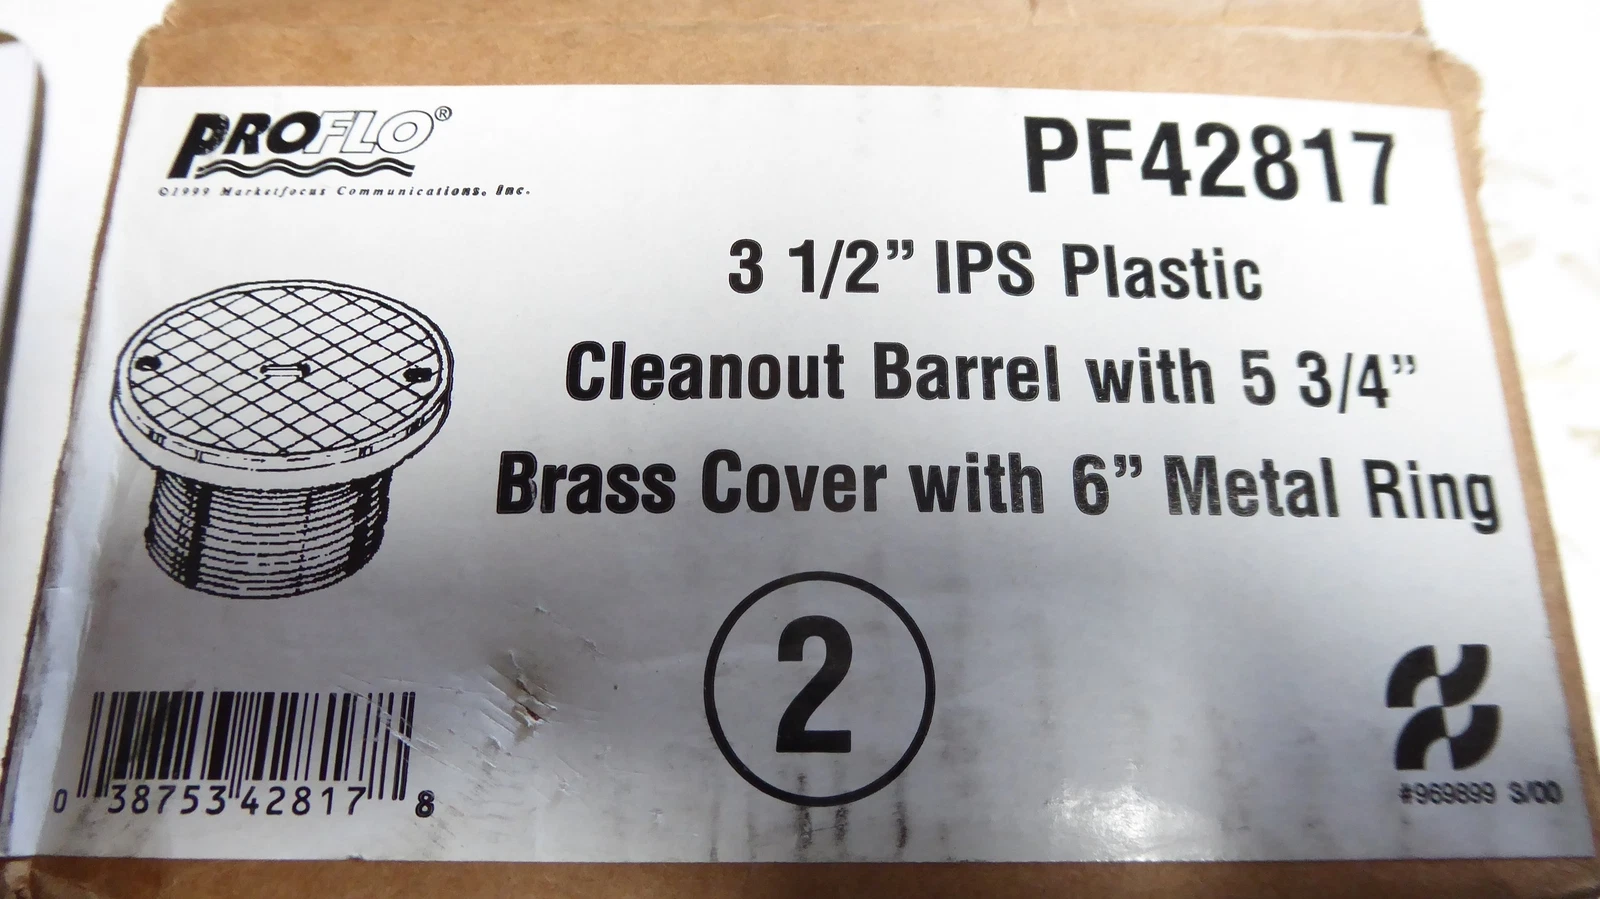 PROFLO®
©1999 Marketfocus Communications, Inc.
PF42817
3 1/2” IPS Plastic
Cleanout Barrel with 5 3/4”
Brass Cover with 6” Metal Ring
2
0 38753 42817 8
#969899 3/00